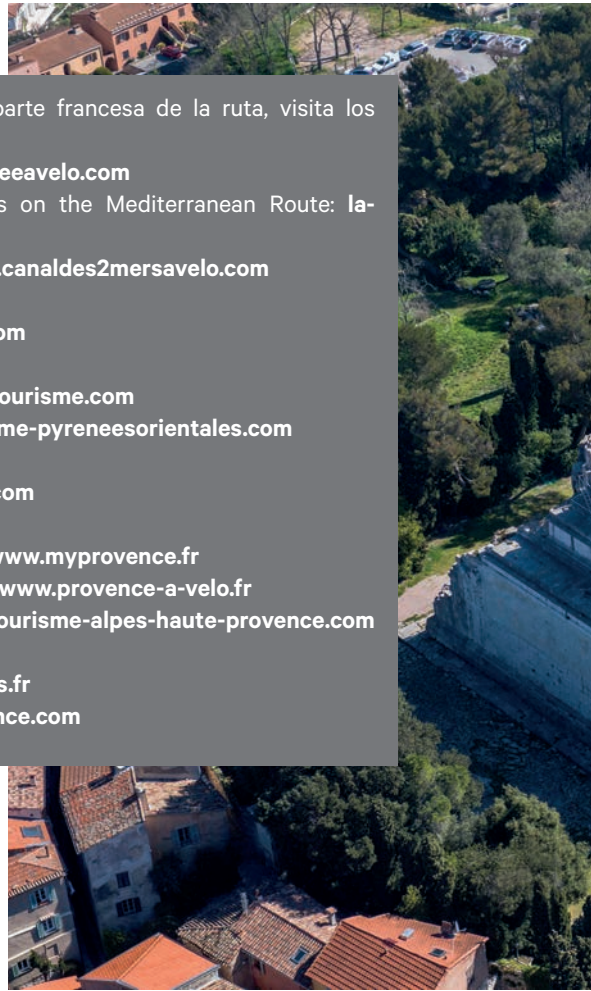 parte francesa de la ruta, visita los
eeavelo.com
s on the Mediterranean Route: la-
.canaldes2mersavelo.com
om
ourisme.com
me-pyreneesorientales.com
com
www.myprovence.fr
www.provence-a-velo.fr
ourisme-alpes-haute-provence.com
s.fr
nce.com